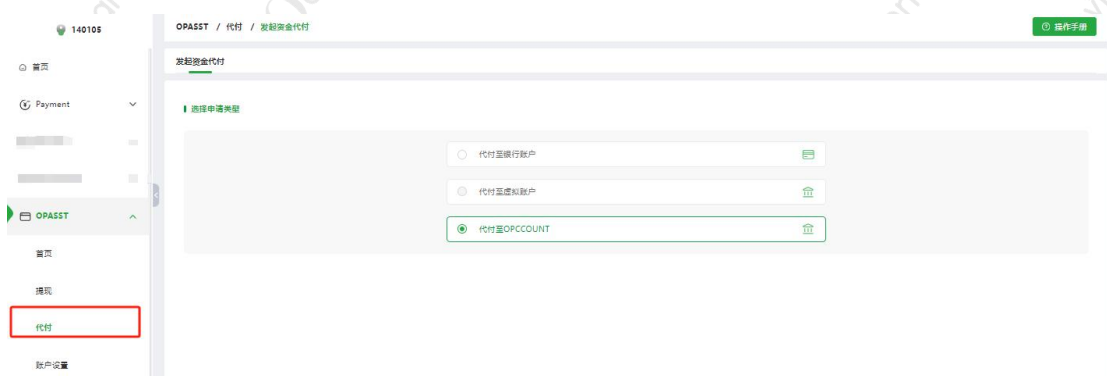 140105
OPASST / 代付 / 发起资金代付
操作手册
首页
发起资金代付
Payment
选择申请类型
代付至银行账户
代付至虚拟账户
OPASST
代付至OPCCOUNT
首页
提现
代付
账户设置